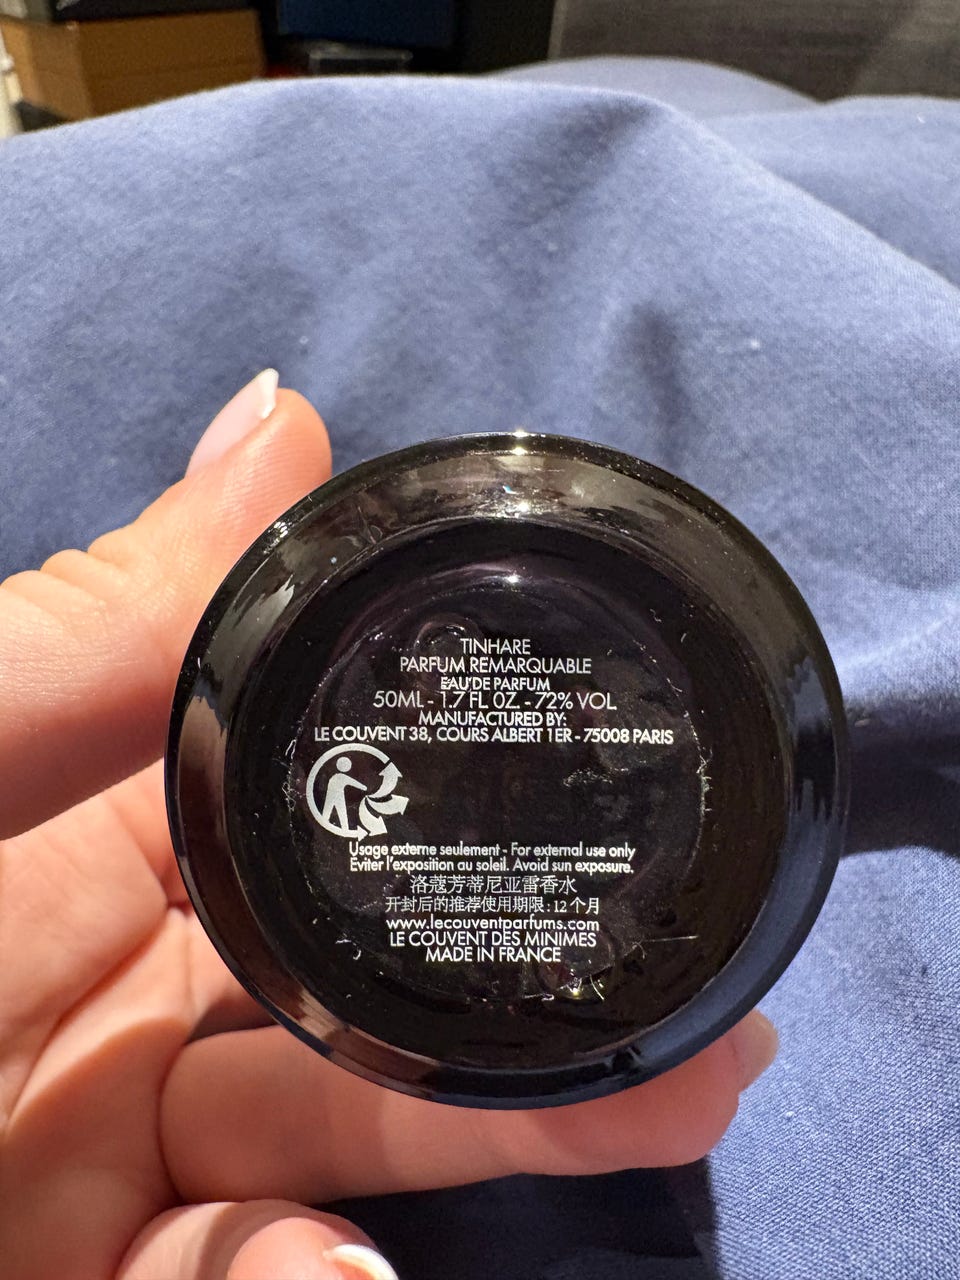 TINHARE
PARFUM REMARQUABLE
EAU DE PARFUM
50ML - 1.7 FL OZ. - 72% VOL
MANUFACTURED BY:
LE COUVENT 38, COURS ALBERT 1ER - 75008 PARIS
Usage externe seulement - For external use only
Éviter l'exposition au soleil. Avoid sun exposure.
洛蔻芳蒂尼亚雷香水
开封后的推荐使用期限:12个月
www.lecouventparfums.com
LE COUVENT DES MINIMES
MADE IN FRANCE